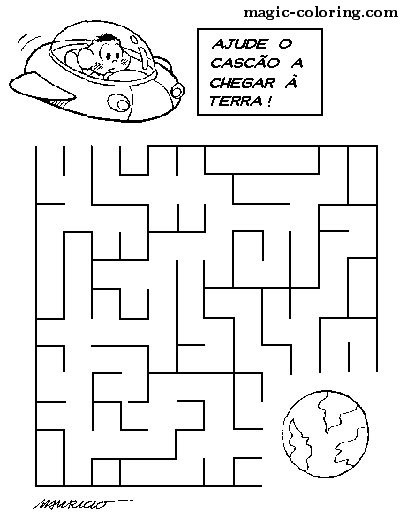 magic-coloring.com
AJUDE O
CASCÃO A
CHEGAR À
TERRA!
MAURICIO